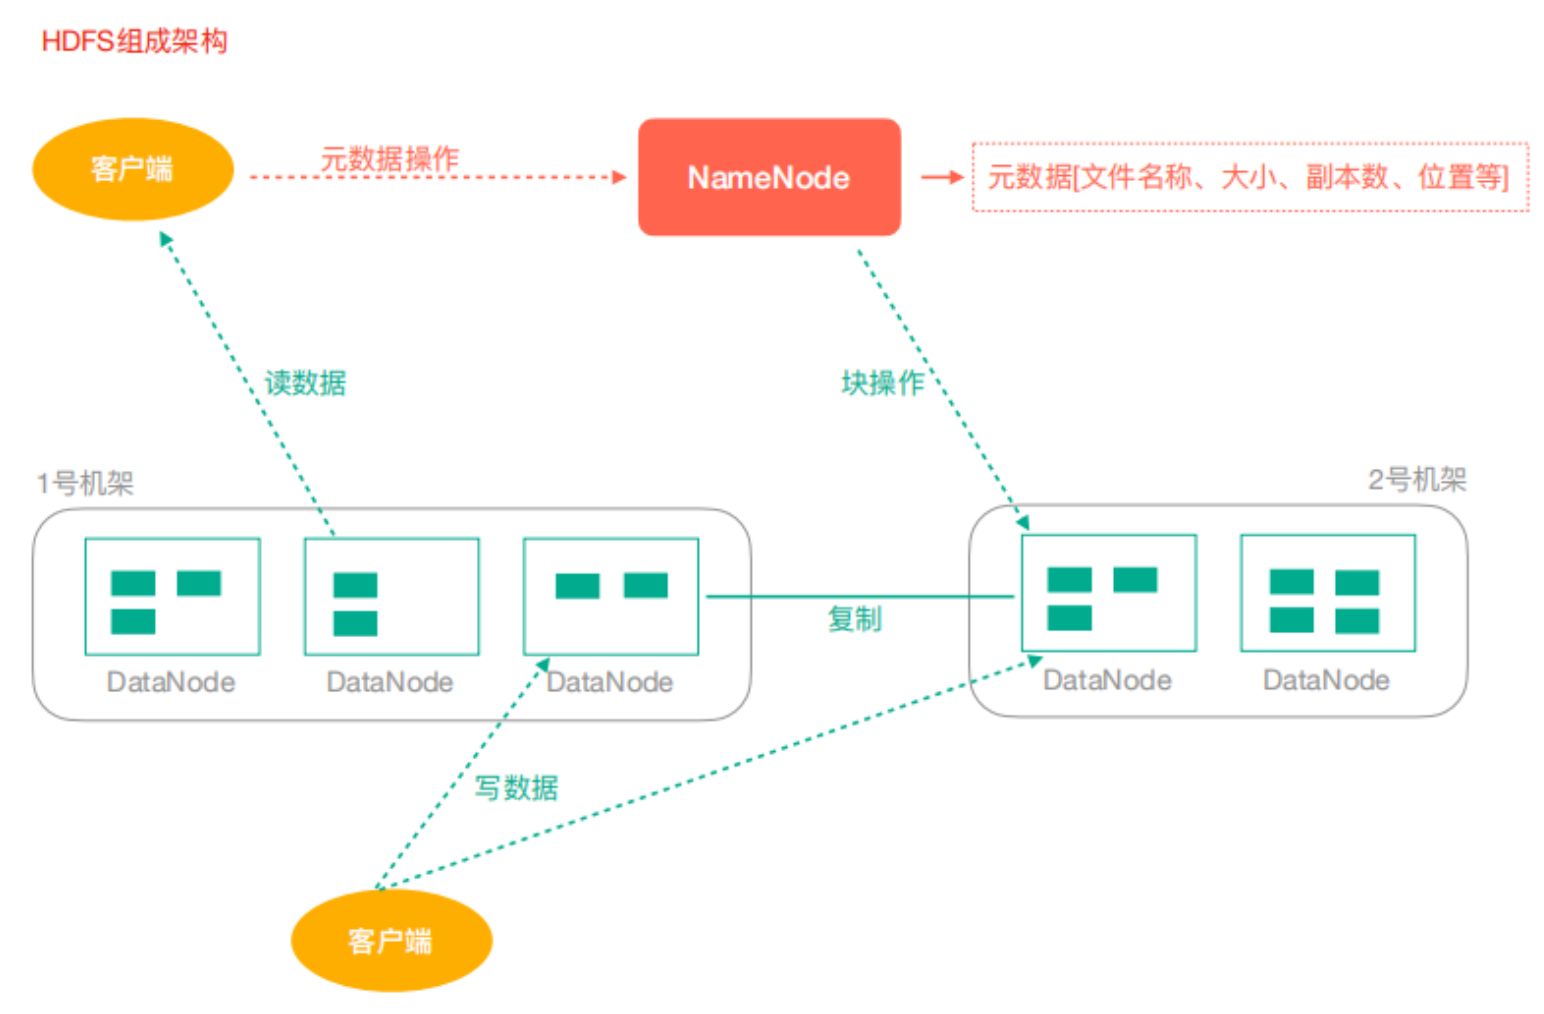 HDFS组成架构
客户端
元数据操作
NameNode
元数据[文件名称、大小、副本数、位置等]
读数据
块操作
1号机架
2号机架
复制
DataNode
DataNode
DataNode
DataNode
DataNode
写数据
客户端